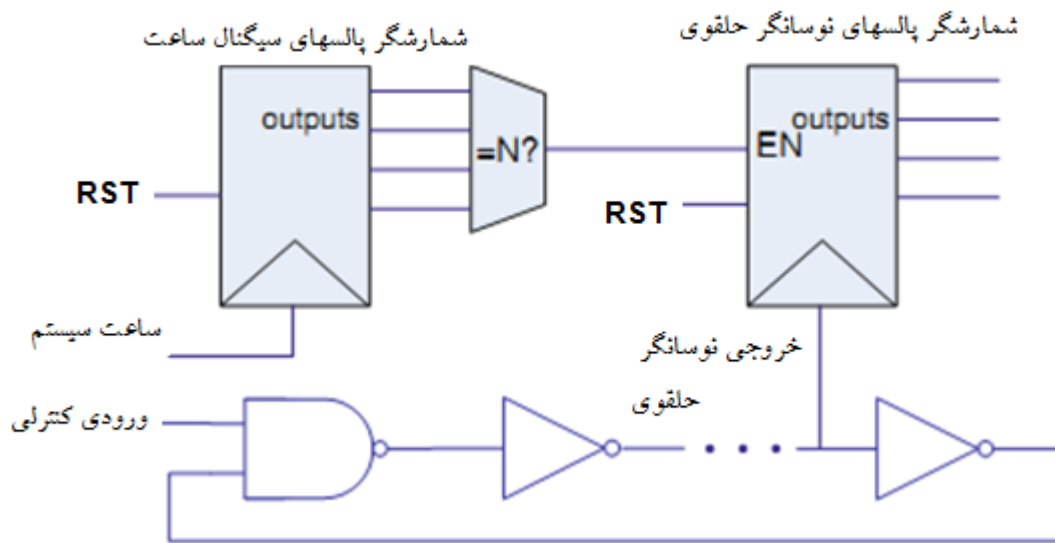 شمارشگر پالسهای سیگنال ساعت
شمارشگر پالسهای نوسانگر حلقوی
outputs
=N?
EN
outputs
RST
RST
ساعت سیستم
خروجی نوسانگر
حلقوی
ورودی کنترلی